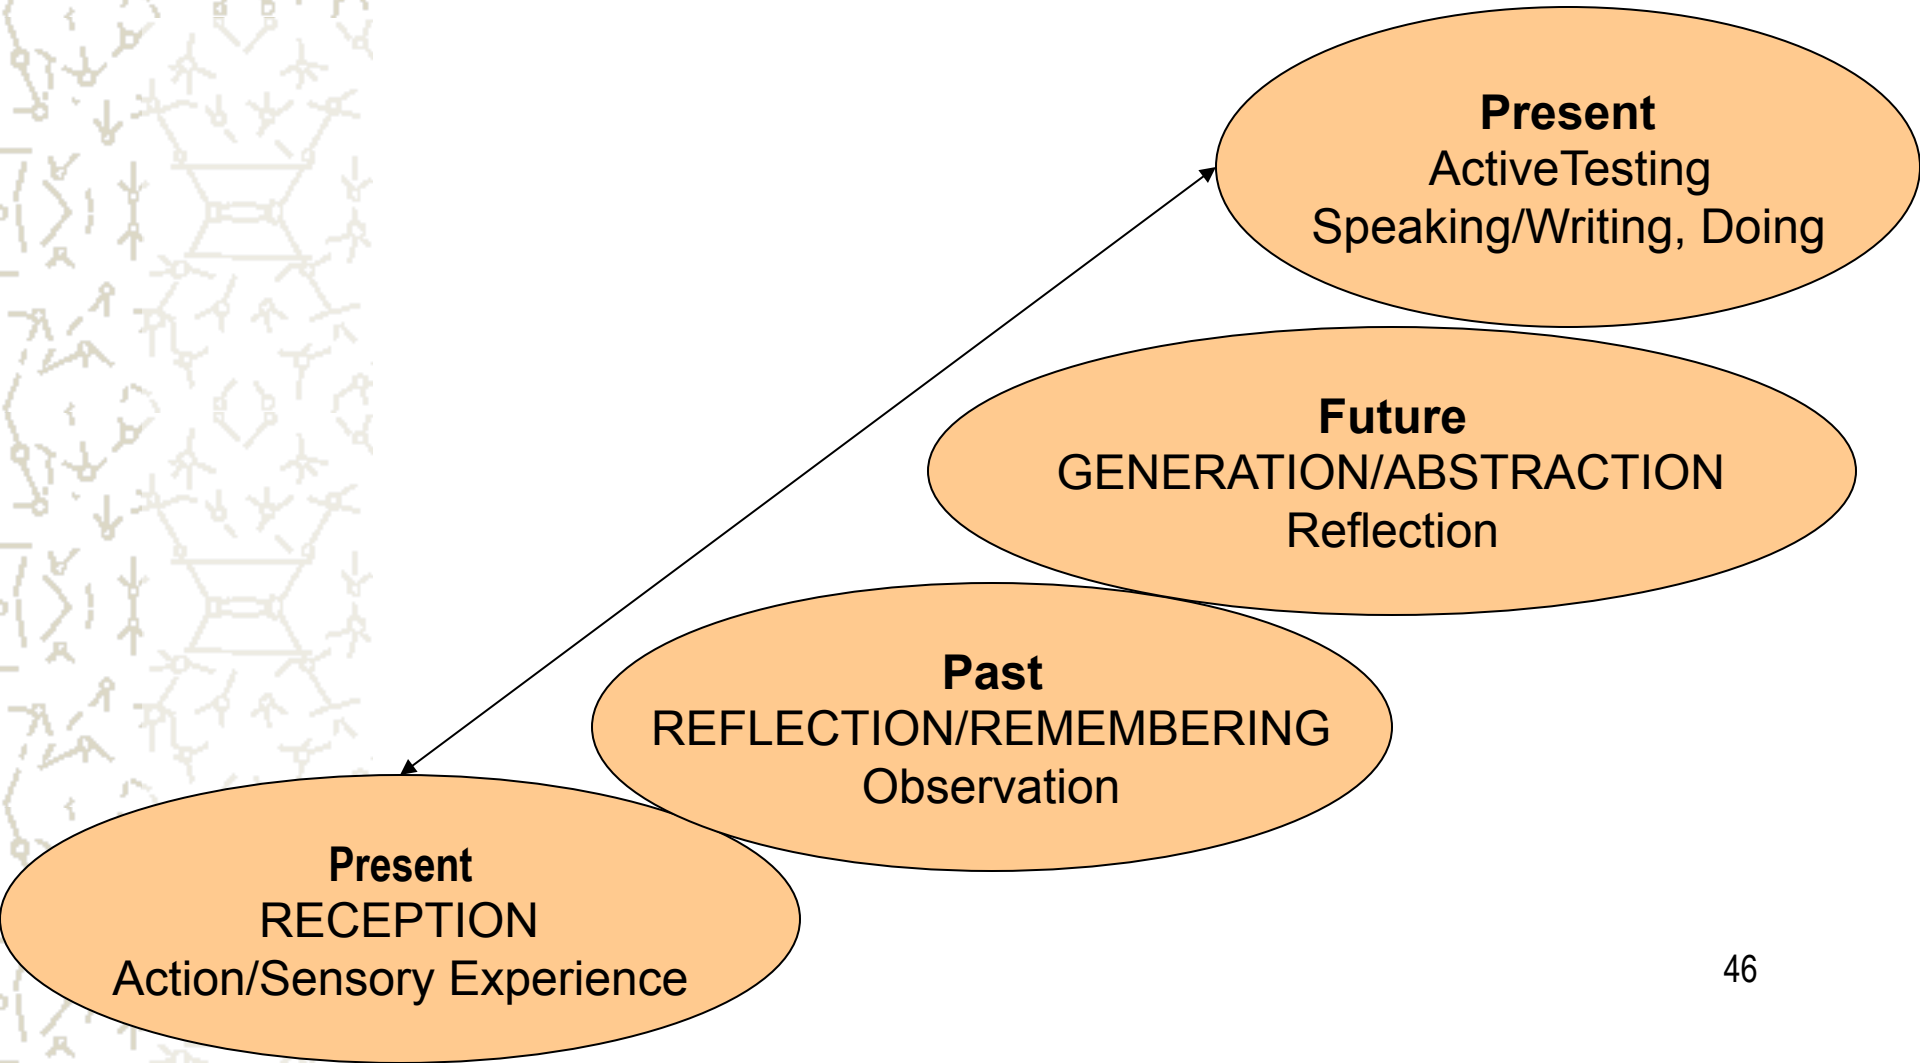 Present
ActiveTesting
Speaking/Writing, Doing
Future
GENERATION/ABSTRACTION
Reflection
Past
REFLECTION/REMEMBERING
Observation
Present
RECEPTION
Action/Sensory Experience
46